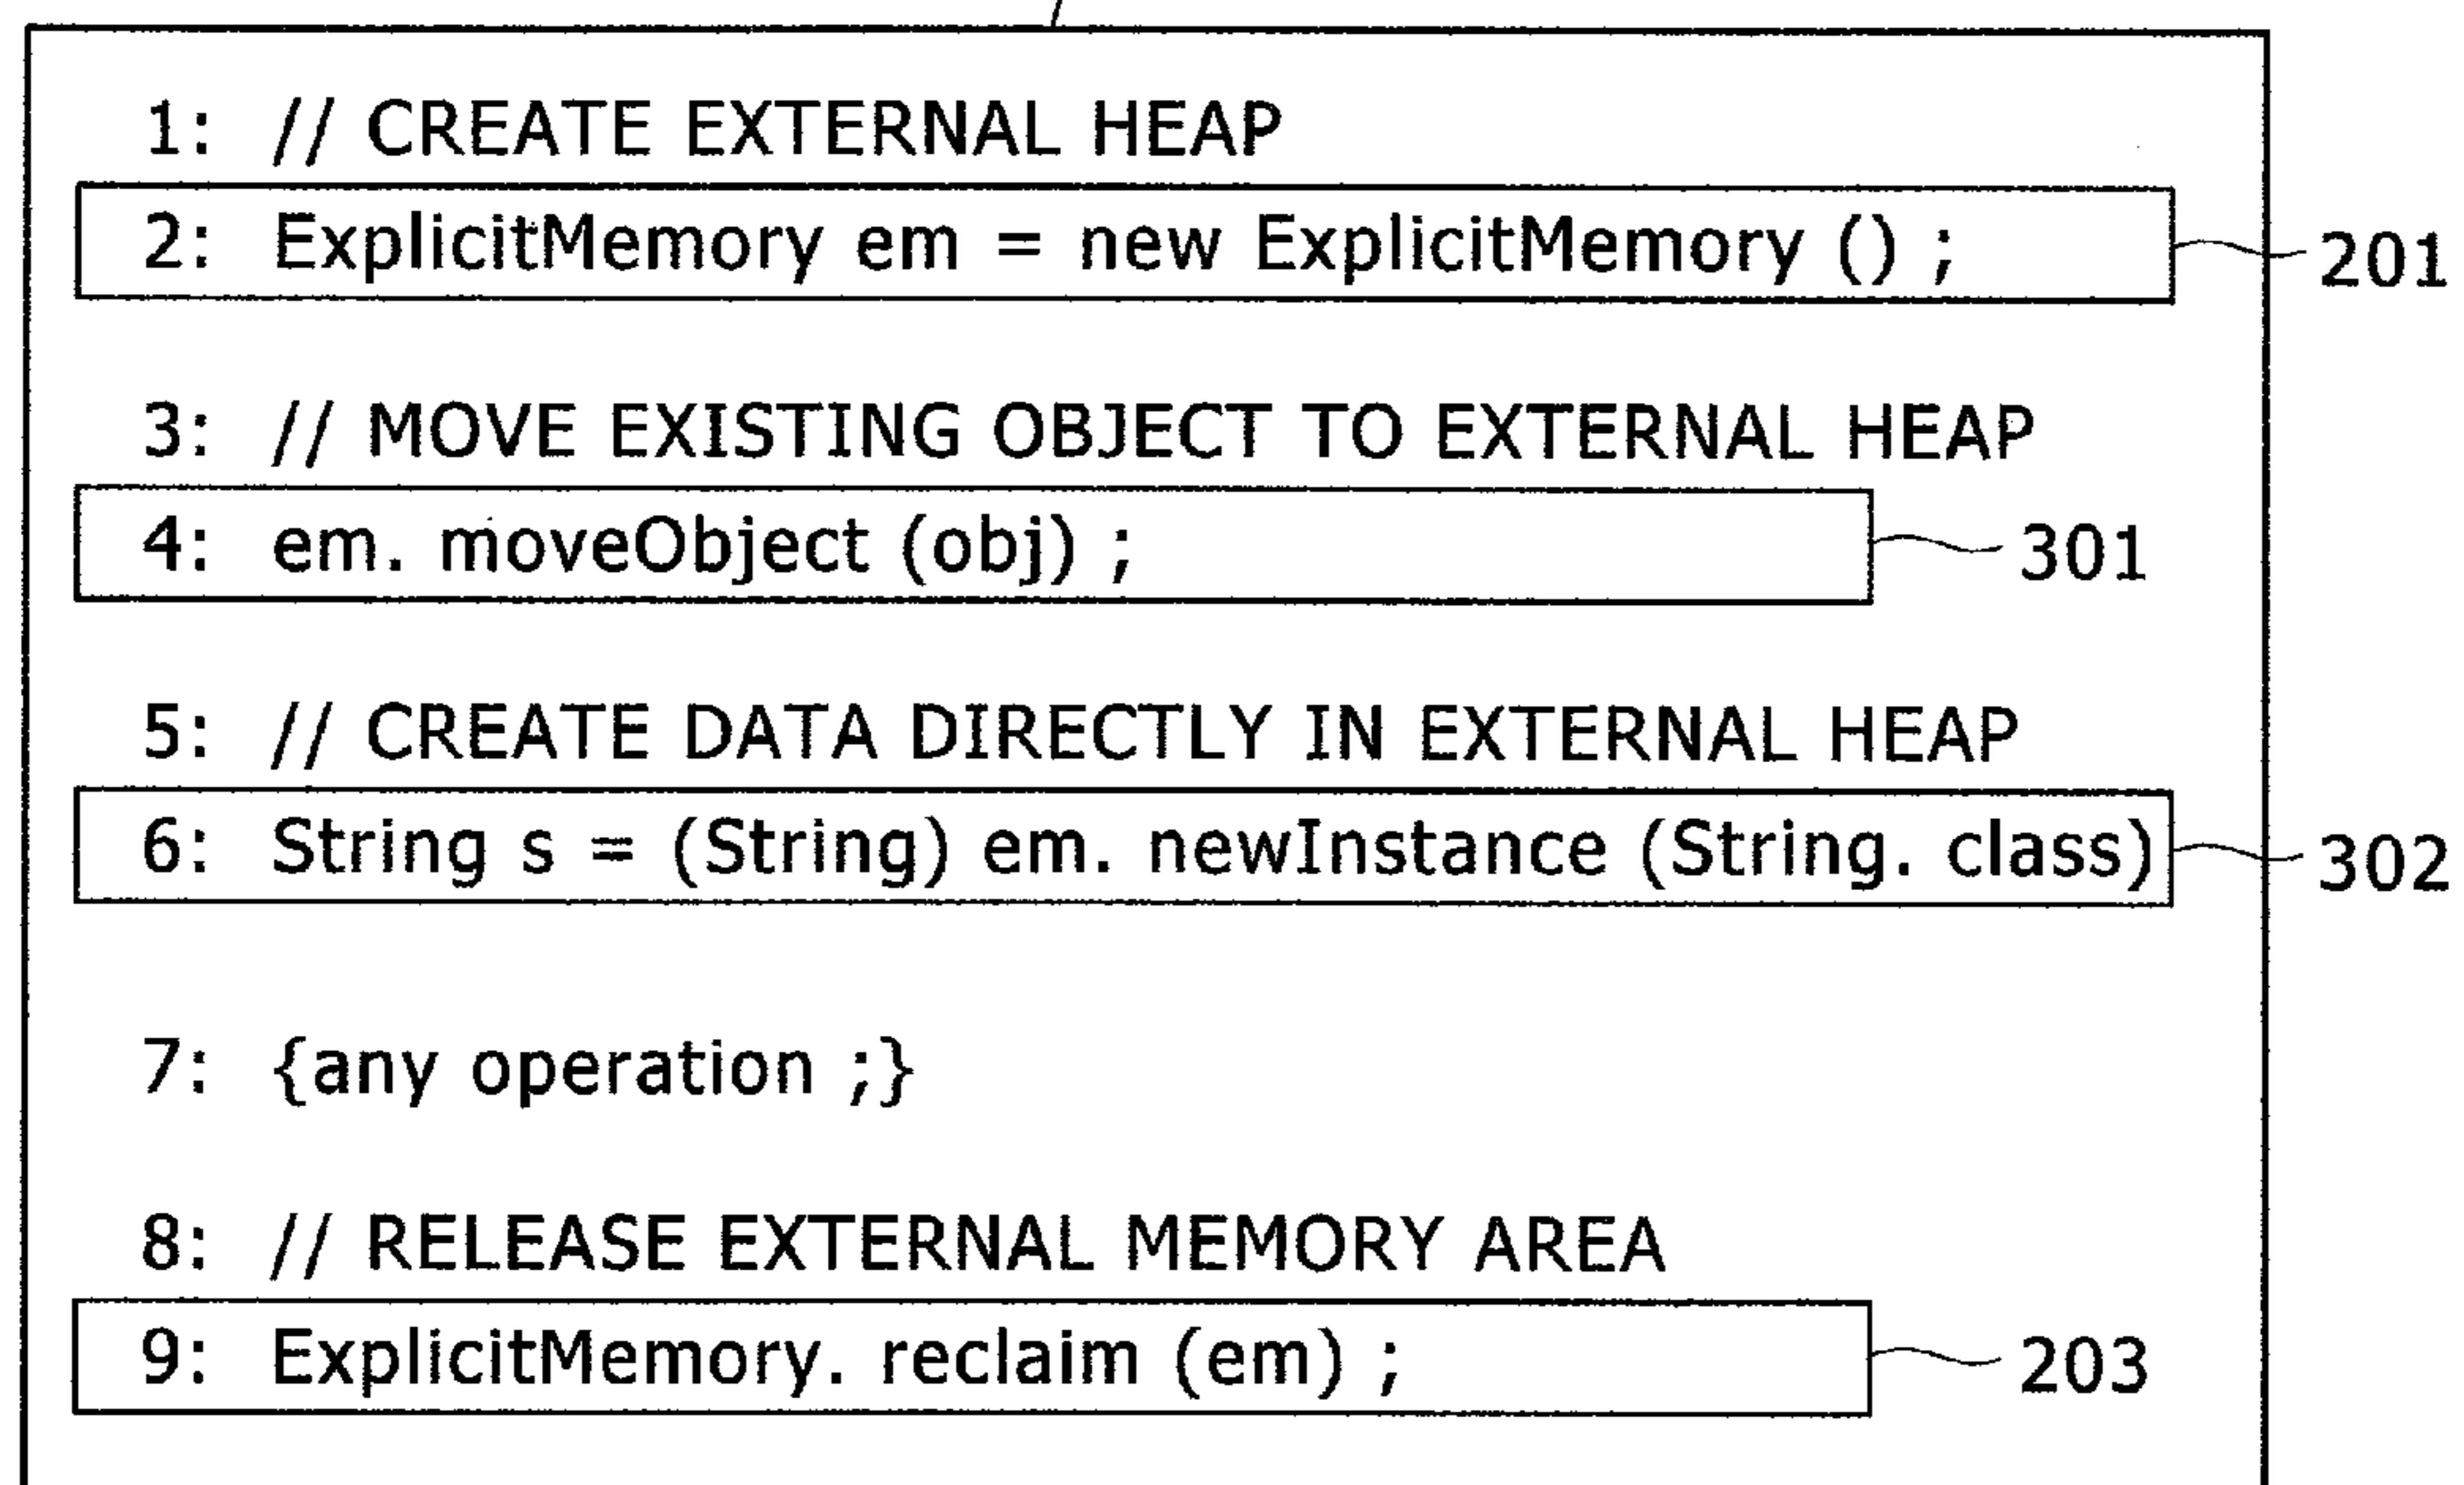 1: // CREATE EXTERNAL HEAP
2: ExplicitMemory em = new ExplicitMemory () ;
201
3: // MOVE EXISTING OBJECT TO EXTERNAL HEAP
4: em. moveObject (obj) ;
301
5: // CREATE DATA DIRECTLY IN EXTERNAL HEAP
6: String s = (String) em. newInstance (String. class)
302
7: {any operation ;}
8: // RELEASE EXTERNAL MEMORY AREA
9: ExplicitMemory. reclaim (em) ;
203